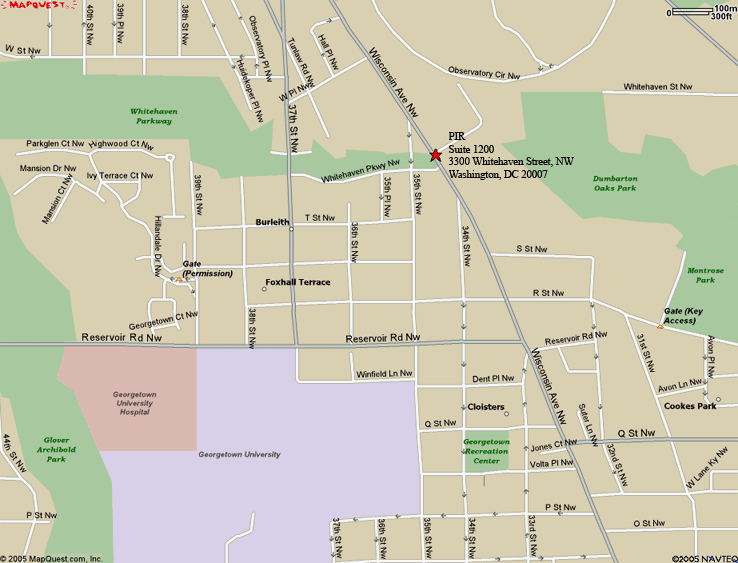 MAPQUEST.
100m
0
300ft
40th St Nw
39th Pl Nw
38th St Nw
Observatory Pl Nw
Hall Pl Nw
Tunlaw Rd Nw
W St Nw
Huidekoper Pl Nw
W Pl Nw
Wisconsin Ave Nw
Observatory Cir Nw
Whitehaven St Nw
Whitehaven
Parkway
37th St Nw
PIR
Suite 1200
3300 Whitehaven Street, NW
Washington, DC 20007
Parkglen Ct Nw
Highwood Ct Nw
Mansion Dr Nw
Ivy Terrace Ct Nw
Mansion Ct Nw
Whitehaven Pkwy Nw
39th St Nw
35th Pl Nw
35th St Nw
Dumbarton
Oaks Park
Burleith
T St Nw
36th St Nw
34th St Nw
Hillandale Dr Nw
S St Nw
Gate
(Permission)
Foxhall Terrace
Montrose
Park
R St Nw
Georgetown Ct Nw
38th St Nw
Gate (Key
Access)
Reservoir Rd Nw
Reservoir Rd Nw
Reservoir Rd Nw
31st St Nw
Avon Pl Nw
Wisconsin Ave Nw
Winfield Ln Nw
Dent Pl Nw
Avon Ln Nw
Georgetown
University
Hospital
Cloisters
Suter Ln Nw
Cookes Park
Q St Nw
Q St Nw
44th St Nw
Glover
Archibold
Park
Georgetown University
Georgetown
Recreation
Center
Jones Ct Nw
Volta Pl Nw
32nd St Nw
W Lane Ky Nw
P St Nw
P St Nw
O St Nw
37th St Nw
36th St Nw
35th St Nw
34th St Nw
33rd St Nw
© 2005 MapQuest.com, Inc.
©2005 NAVTEQ